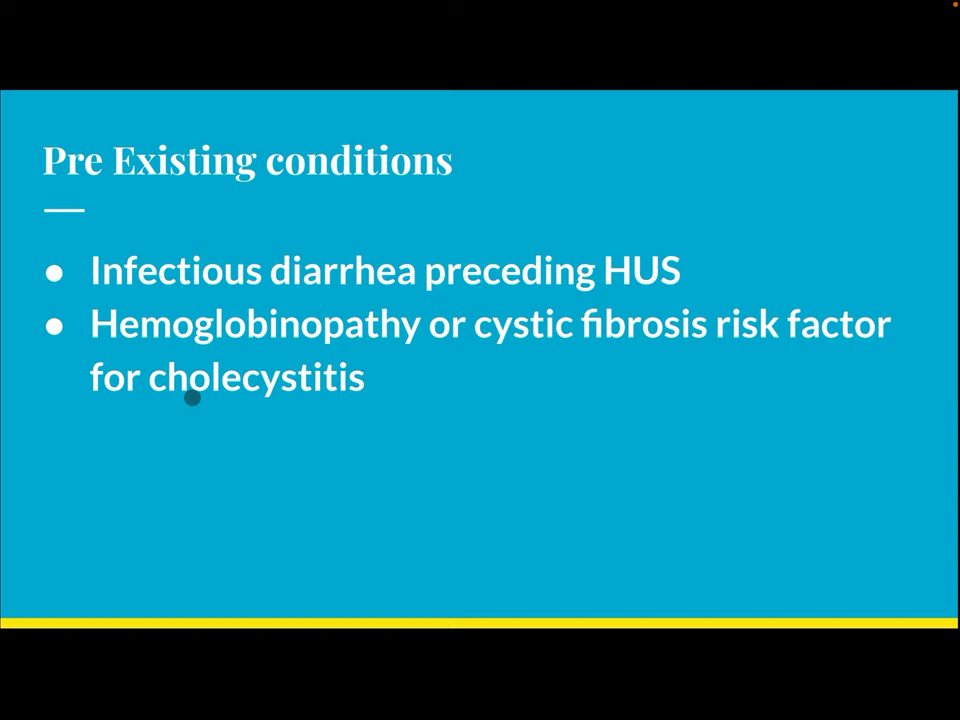 Pre Existing conditions
● Infectious diarrhea preceding HUS
● Hemoglobinopathy or cystic fibrosis risk factor
for cholecystitis